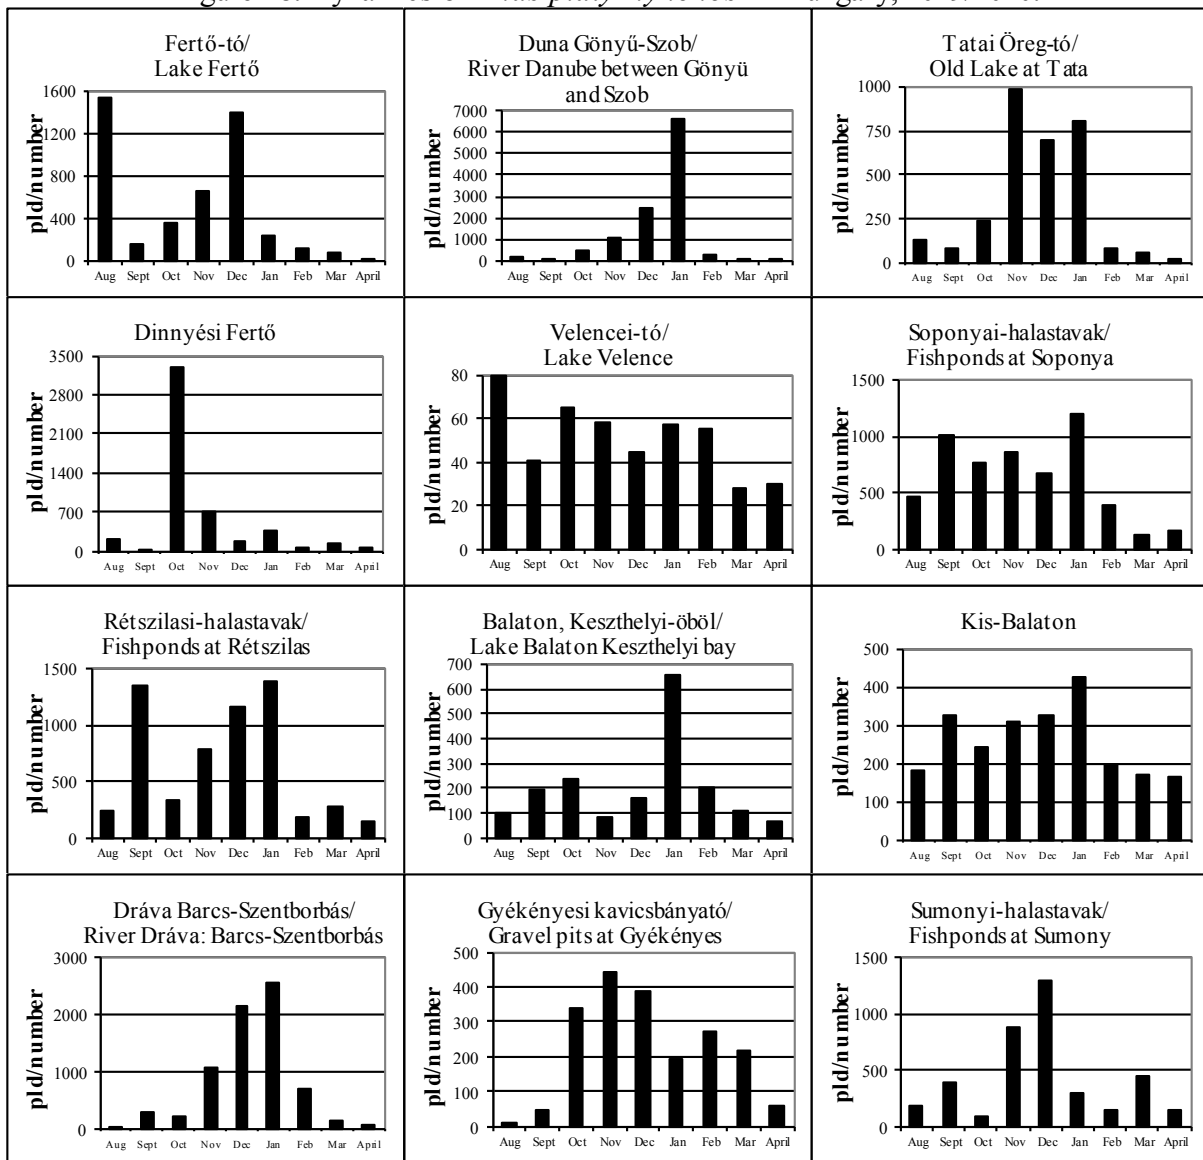 Figure Dynamics of Anas platyrhynchos in Hungary,
Fertő-tó/
Lake Fertő
pld/number
1600
1200
800
400
0
Aug Sept Oct Nov Dec Jan Feb Mar April
Duna Gönyű-Szob/
River Danube between Gönyü
and Szob
pld/number
7000
6000
5000
4000
3000
2000
1000
0
Aug Sept Oct Nov Dec Jan Feb Mar April
Tatai Öreg-tó/
Old Lake at Tata
pld/number
1000
750
500
250
0
Aug Sept Oct Nov Dec Jan Feb Mar April
Dinnyési Fertő
pld/number
3500
2800
2100
1400
700
0
Aug Sept Oct Nov Dec Jan Feb Mar April
Velencei-tó/
Lake Velence
pld/number
80
60
40
20
0
Aug Sept Oct Nov Dec Jan Feb Mar April
Soponyai-halastavak/
Fishponds at Soponya
pld/number
1500
1000
500
0
Aug Sept Oct Nov Dec Jan Feb Mar April
Rétszilasi-halastavak/
Fishponds at Rétszilas
pld/number
1500
1000
500
0
Aug Sept Oct Nov Dec Jan Feb Mar April
Balaton, Keszthelyi-öböl/
Lake Balaton Keszthelyi bay
pld/number
700
600
500
400
300
200
100
0
Aug Sept Oct Nov Dec Jan Feb Mar April
Kis-Balaton
pld/number
500
400
300
200
100
0
Aug Sept Oct Nov Dec Jan Feb Mar April
Dráva Barcs-Szentborbás/
River Dráva: Barcs-Szentborbás
pld/number
3000
2000
1000
0
Aug Sept Oct Nov Dec Jan Feb Mar April
Gyékényesi kavicsbányató/
Gravel pits at Gyékényes
pld/number
500
400
300
200
100
0
Aug Sept Oct Nov Dec Jan Feb Mar April
Sumonyi-halastavak/
Fishponds at Sumony
pld/number
1500
1000
500
0
Aug Sept Oct Nov Dec Jan Feb Mar April